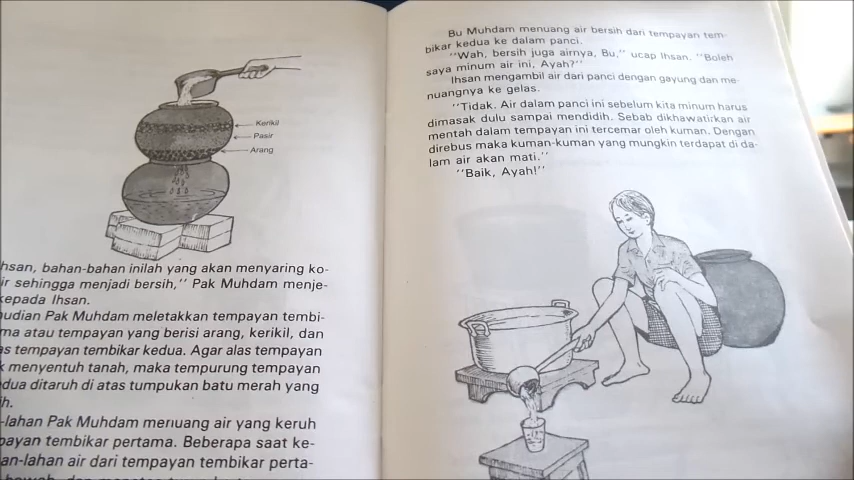 Kerikil
Pasir
Arang
hsan, bahan-bahan inilah yang akan menyaring ko-
ir sehingga menjadi bersih," Pak Muhdam menje-
kepada Ihsan.
udian Pak Muhdam meletakkan tempayan tembi-
ma atau tempayan yang berisi arang, kerikil, dan
as tempayan tembikar kedua. Agar alas tempayan
k menyentuh tanah, maka tempurung tempayan
dua ditaruh di atas tumpukan batu merah yang
ih.
-lahan Pak Muhdam menuang air yang keruh
payan tembikar pertama. Beberapa saat ke-
an-lahan air dari tempayan tembikar perta-
Bu Muhdam menuang air bersih dari tempayan tem-
bikar kedua ke dalam panci.
"Wah, bersih juga airnya, Bu," ucap Ihsan. "Boleh
saya minum air ini, Ayah?"
Ihsan mengambil air dari panci dengan gayung dan me-
nuangnya ke gelas.
"Tidak. Air dalam panci ini sebelum kita minum harus
dimasak dulu sampai mendidih. Sebab dikhawatirkan air
mentah dalam tempayan ini tercemar oleh kuman. Dengan
direbus maka kuman-kuman yang mungkin terdapat di da-
lam air akan mati."
"Baik, Ayah!"